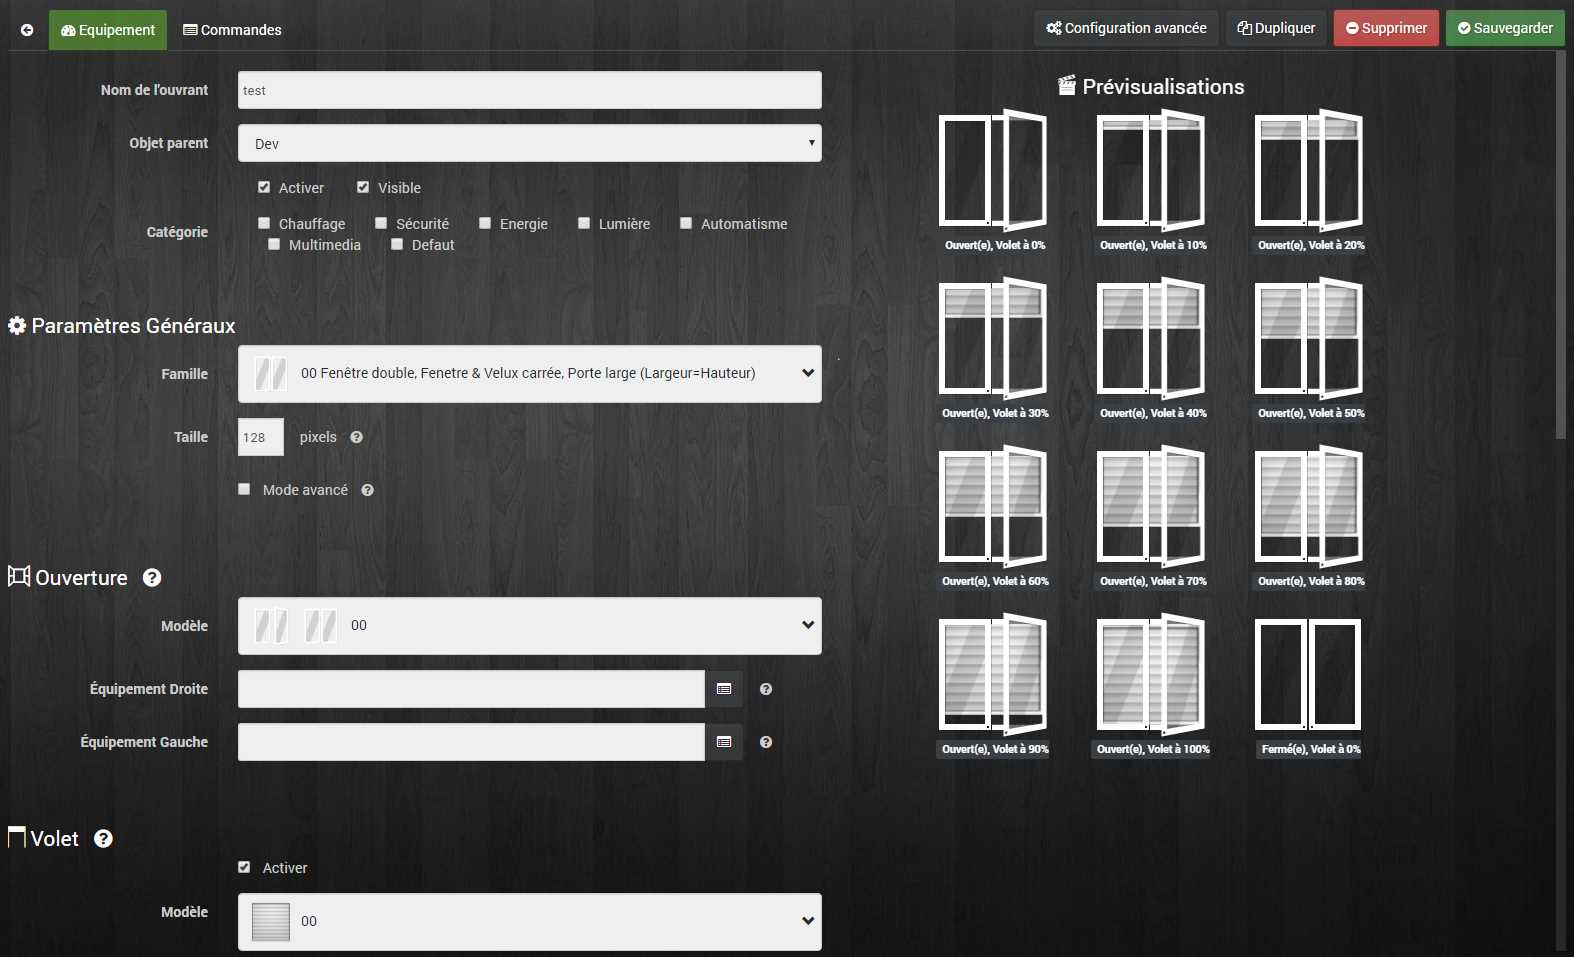 Equipement
Commandes
Configuration avancée
Dupliquer
Supprimer
Sauvegarder
Nom de l'ouvrant
test
Objet parent
Dev
Activer
Visible
Catégorie
Chauffage
Sécurité
Energie
Lumière
Automatisme
Multimedia
Defaut
Paramètres Généraux
Famille
00 Fenêtre double, Fenetre & Velux carrée, Porte large (Largeur=Hauteur)
Taille
128
pixels
Mode avancé
Ouverture
Modèle
00
Équipement Droite
Équipement Gauche
Volet
Activer
Modèle
00
Prévisualisations
Ouvert(e), Volet à 0%
Ouvert(e), Volet à 10%
Ouvert(e), Volet à 20%
Ouvert(e), Volet à 30%
Ouvert(e), Volet à 40%
Ouvert(e), Volet à 50%
Ouvert(e), Volet à 60%
Ouvert(e), Volet à 70%
Ouvert(e), Volet à 80%
Ouvert(e), Volet à 90%
Ouvert(e), Volet à 100%
Fermé(e), Volet à 0%